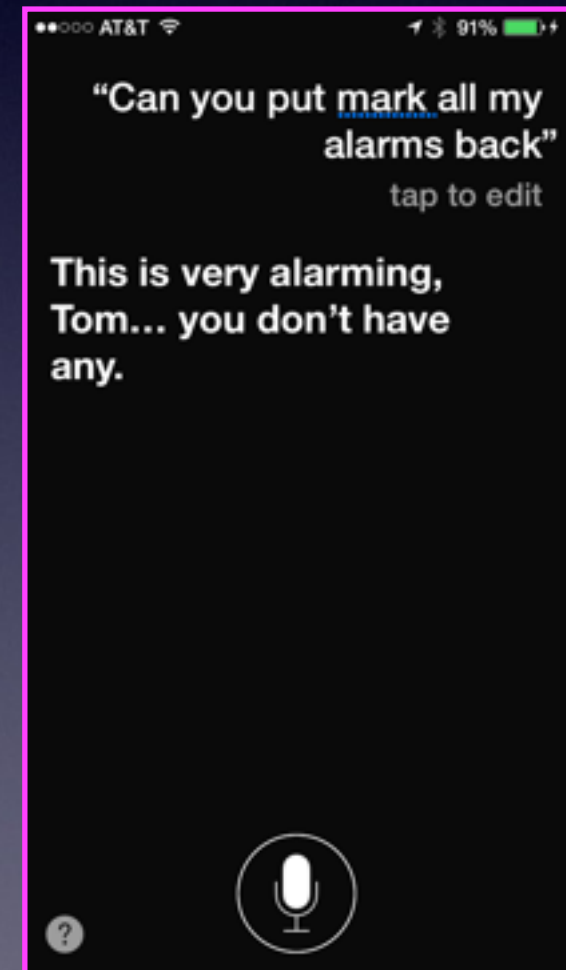 AT&T 91%
“Can you put mark all my
alarms back”
tap to edit
This is very alarming,
Tom... you don’t have
any.
?